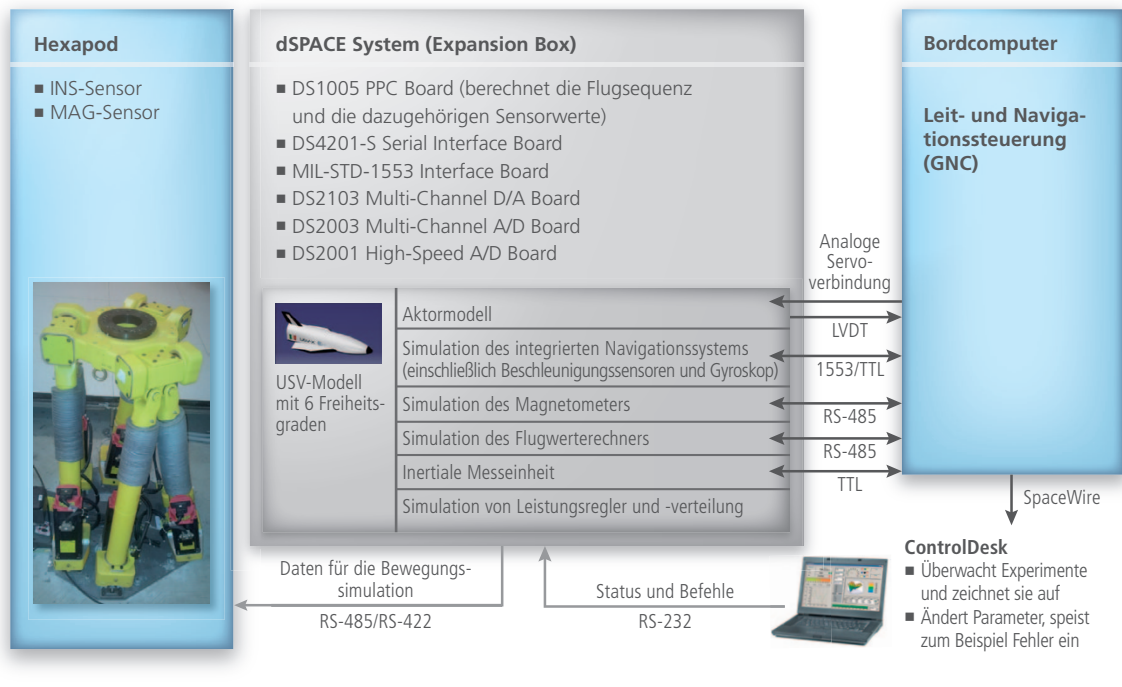 Hexapod
■ INS-Sensor
■ MAG-Sensor
dSPACE System (Expansion Box)
■ DS1005 PPC Board (berechnet die Flugsequenz
und die dazugehörigen Sensorwerte)
■ DS4201-S Serial Interface Board
■ MIL-STD-1553 Interface Board
■ DS2103 Multi-Channel D/A Board
■ DS2003 Multi-Channel A/D Board
■ DS2001 High-Speed A/D Board
USV-Modell
mit 6 Freiheits-
graden
Aktormodell
Simulation des integrierten Navigationssystems
(einschließlich Beschleunigungssensoren und Gyroskop)
Simulation des Magnetometers
Simulation des Flugwerterechners
Inertiale Messeinheit
Simulation von Leistungsregler und -verteilung
Analoge
Servo-
verbindung
LVDT
1553/TTL
RS-485
RS-485
TTL
Bordcomputer
Leit- und Naviga-
tionssteuerung
(GNC)
SpaceWire
ControlDesk
■ Überwacht Experimente
und zeichnet sie auf
■ Ändert Parameter, speist
zum Beispiel Fehler ein
Daten für die Bewegungs-
simulation
RS-485/RS-422
Status und Befehle
RS-232